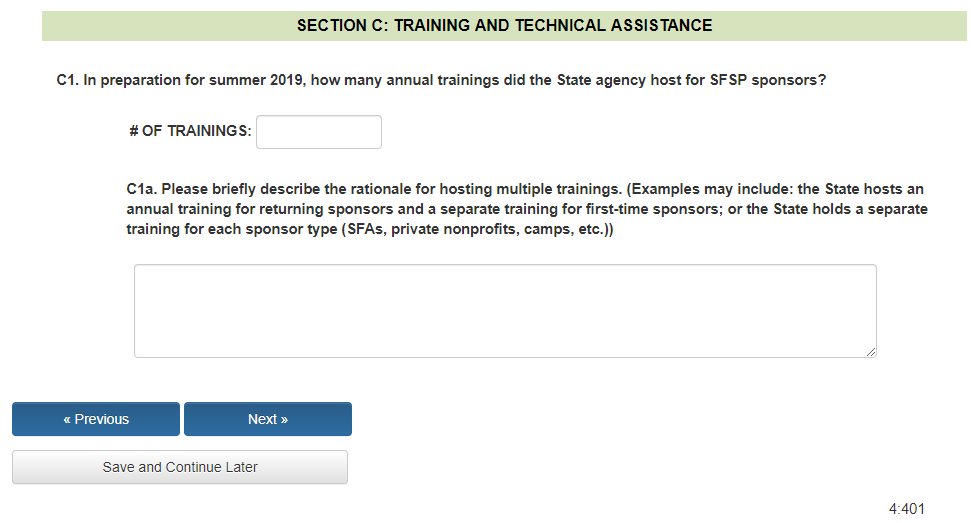 SECTION C: TRAINING AND TECHNICAL ASSISTANCE
C1. In preparation for summer 2019, how many annual trainings did the State agency host for SFSP sponsors?
# OF TRAININGS:
C1a. Please briefly describe the rationale for hosting multiple trainings. (Examples may include: the State hosts an
annual training for returning sponsors and a separate training for first-time sponsors; or the State holds a separate
training for each sponsor type (SFAs, private nonprofits, camps, etc.))
« Previous
Next »
Save and Continue Later
4:401